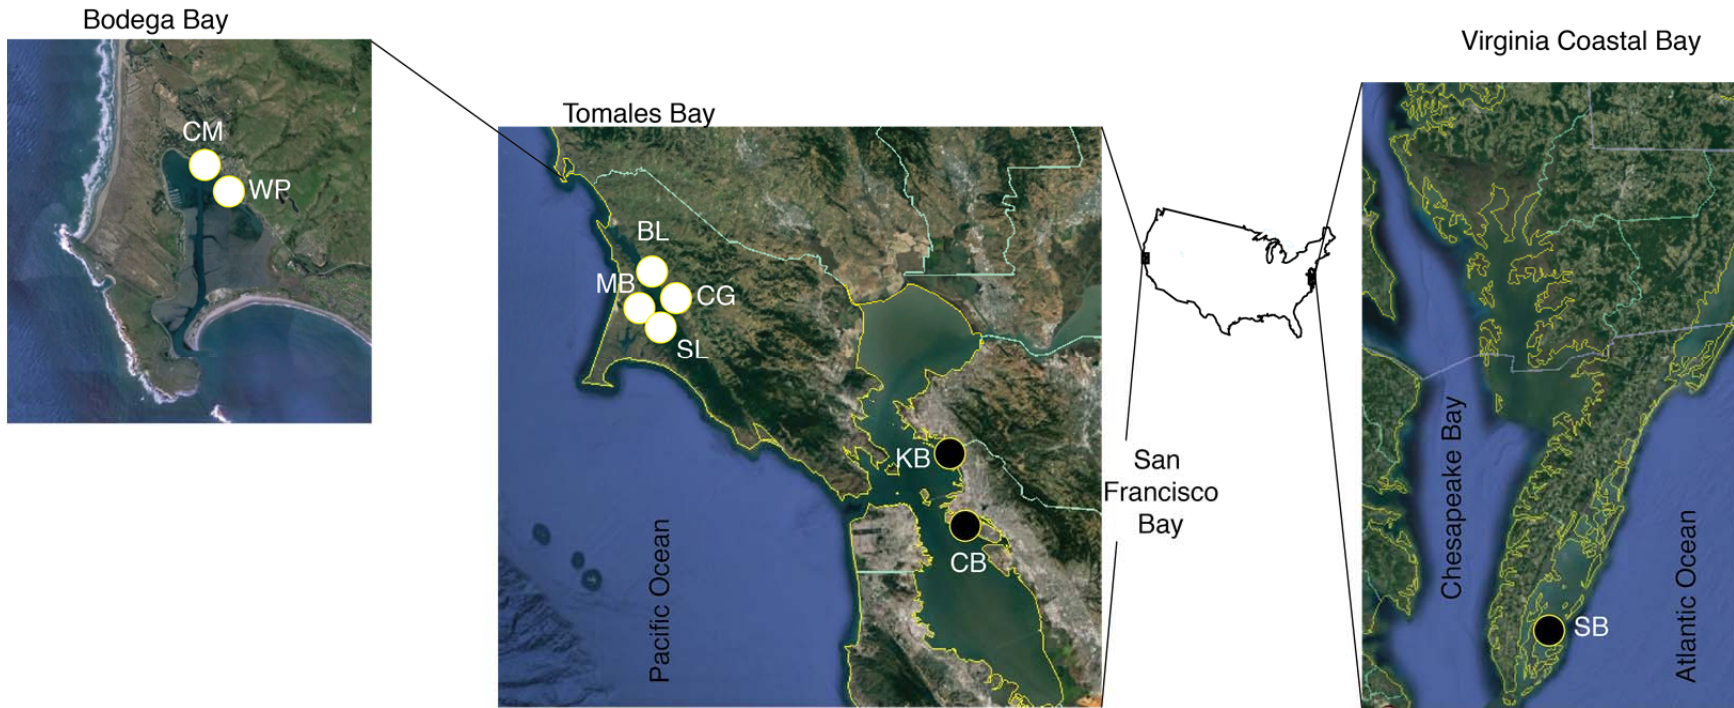 Bodega Bay
CM
WP
Tomales Bay
BL
MB
CG
SL
KB
CB
Pacific Ocean
San
Francisco
Bay
Virginia Coastal Bay
Chesapeake Bay
SB
Atlantic Ocean